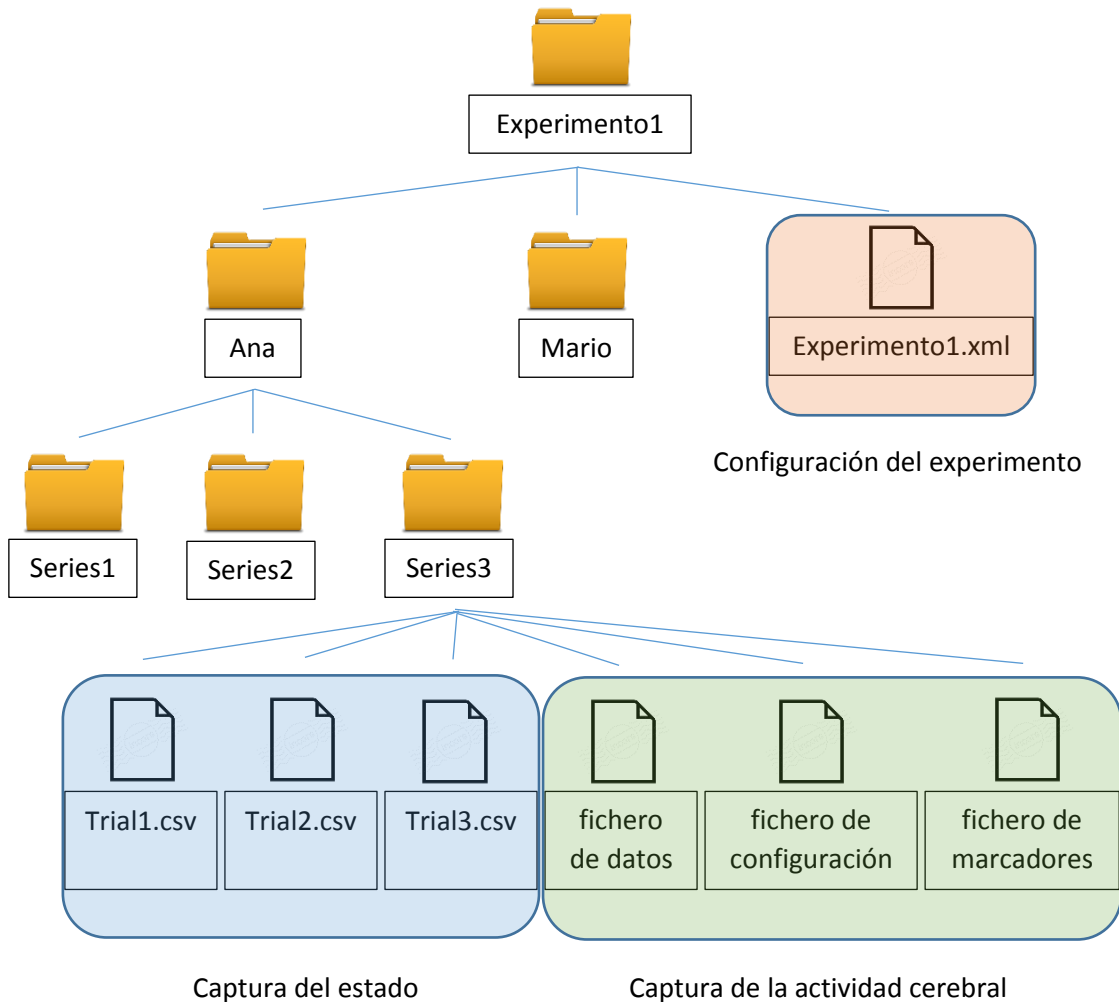 Experimento1
Ana
Mario
Experimento1.xml
Configuración del experimento
Series1
Series2
Series3
Trial1.csv
Trial2.csv
Trial3.csv
fichero
de datos
fichero de
configuración
fichero de
marcadores
Captura del estado
Captura de la actividad cerebral